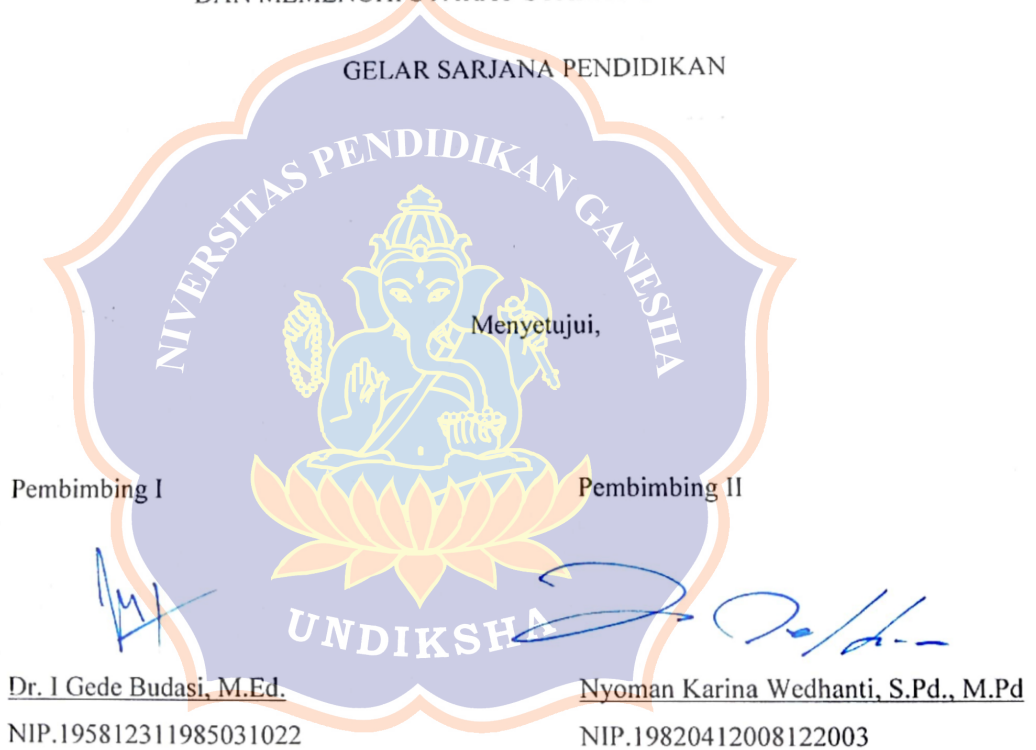 GELAR SARJANA PENDIDIKAN
NIVERSITAS PENDIDIKAN GANESHA
Menyetujui,
Pembimbing I
Pembimbing II
UNDIKSHA
Dr. I Gede Budasi, M.Ed.
Nyoman Karina Wedhanti, S.Pd., M.Pd
NIP.195812311985031022
NIP.19820412008122003